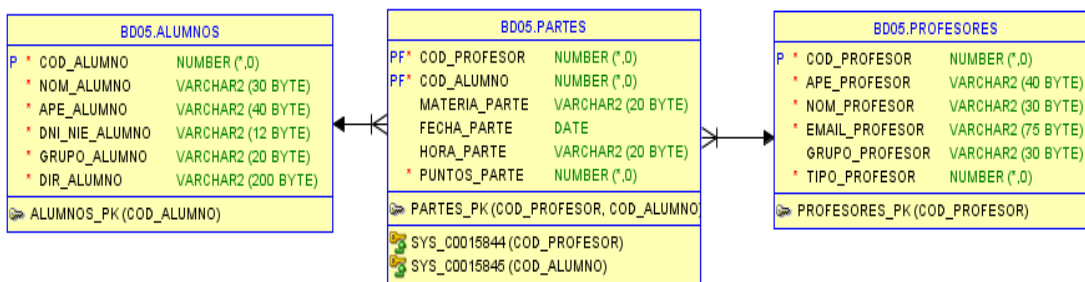 BD05.ALUMNOS
P * COD_ALUMNO NUMBER (*,0)
* NOM_ALUMNO VARCHAR2 (30 BYTE)
* APE_ALUMNO VARCHAR2 (40 BYTE)
* DNI_NIE_ALUMNO VARCHAR2 (12 BYTE)
* GRUPO_ALUMNO VARCHAR2 (20 BYTE)
* DIR_ALUMNO VARCHAR2 (200 BYTE)
ALUMNOS_PK (COD_ALUMNO)
BD05.PARTES
PF* COD_PROFESOR NUMBER (*,0)
PF* COD_ALUMNO NUMBER (*,0)
MATERIA_PARTE VARCHAR2 (20 BYTE)
FECHA_PARTE DATE
HORA_PARTE VARCHAR2 (20 BYTE)
* PUNTOS_PARTE NUMBER (*,0)
PARTES_PK (COD_PROFESOR, COD_ALUMNO)
SYS_C0015844 (COD_PROFESOR)
SYS_C0015845 (COD_ALUMNO)
BD05.PROFESORES
P * COD_PROFESOR NUMBER (*,0)
* APE_PROFESOR VARCHAR2 (40 BYTE)
* NOM_PROFESOR VARCHAR2 (30 BYTE)
* EMAIL_PROFESOR VARCHAR2 (75 BYTE)
GRUPO_PROFESOR VARCHAR2 (30 BYTE)
* TIPO_PROFESOR NUMBER (*,0)
PROFESORES_PK (COD_PROFESOR)